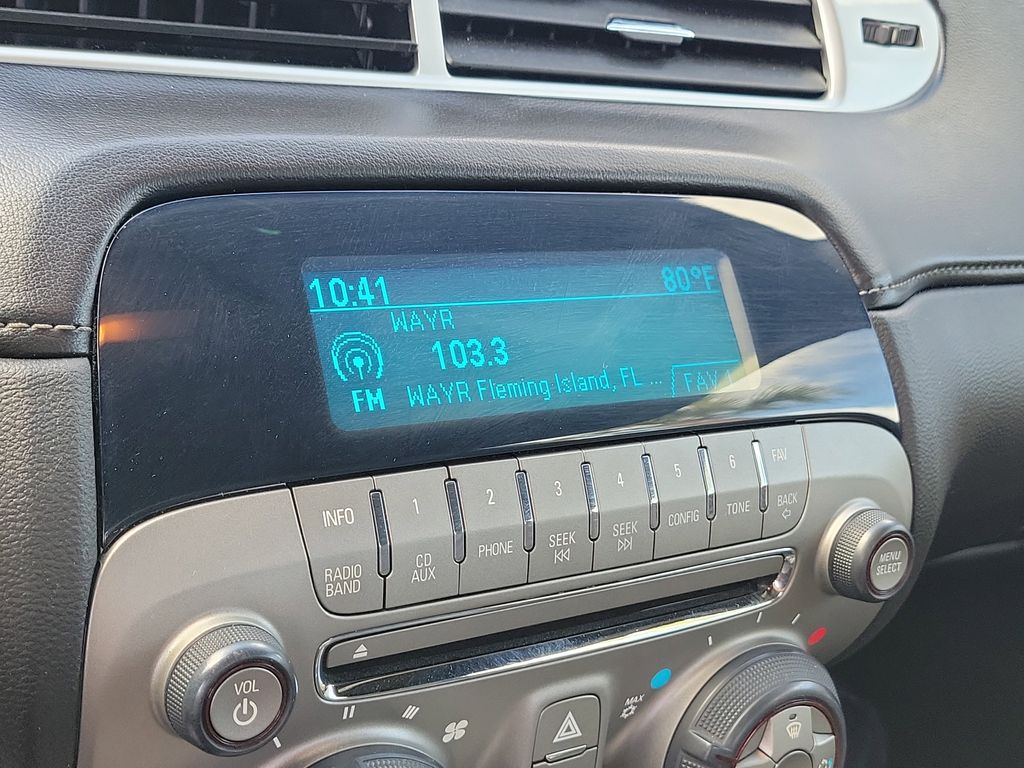 10:41 80°F
WAYR
103.3
FM WAYR Fleming Island, FL ... FAV 1
INFO 1 2 3 4 5 6 FAV
RADIO BAND CD AUX PHONE SEEK SEEK CONFIG TONE BACK
MENU SELECT
VOL
MAX